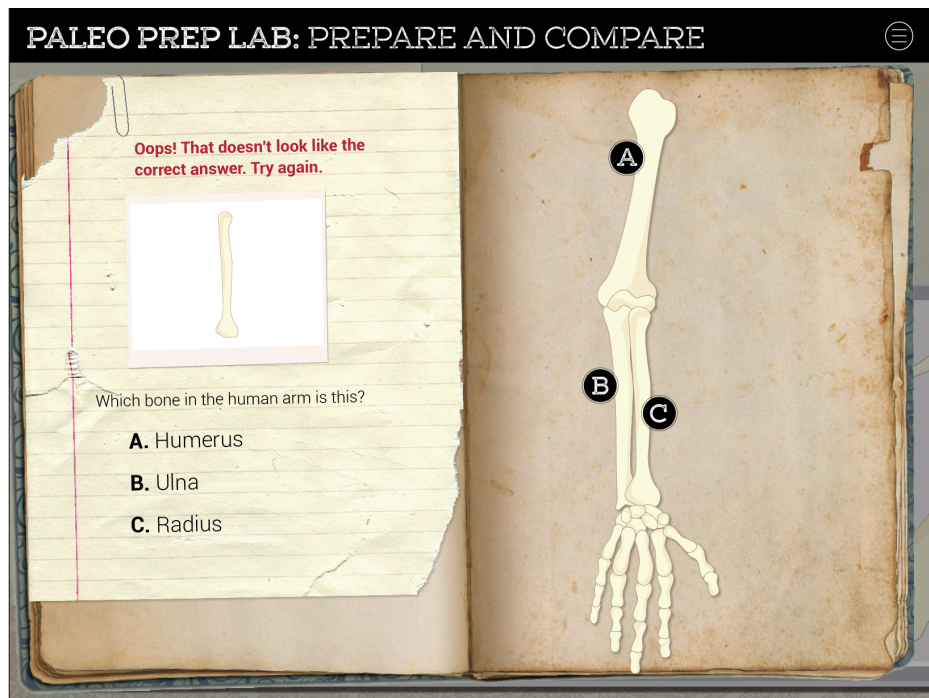 PALEO PREP LAB: PREPARE AND COMPARE
Oops! That doesn't look like the
correct answer. Try again.
Which bone in the human arm is this?
A. Humerus
B. Ulna
C. Radius
A
B
C